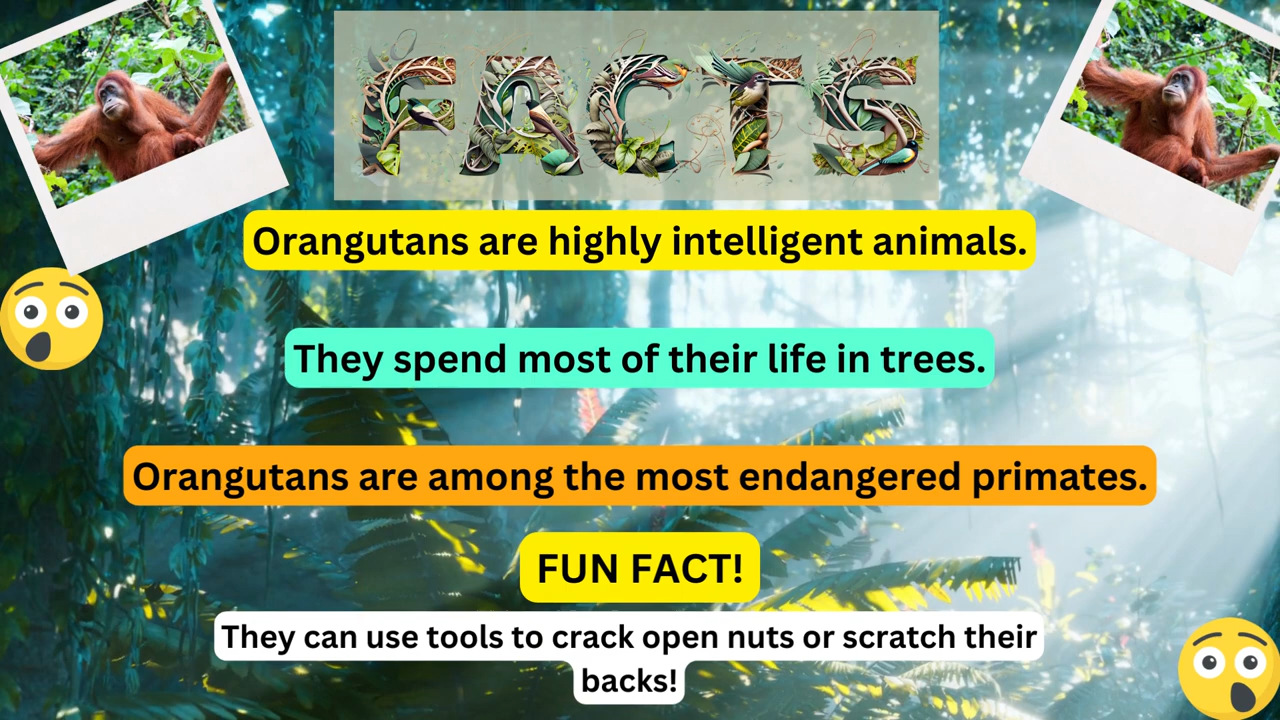 FACTS
Orangutans are highly intelligent animals.
They spend most of their life in trees.
Orangutans are among the most endangered primates.
FUN FACT!
They can use tools to crack open nuts or scratch their
backs!